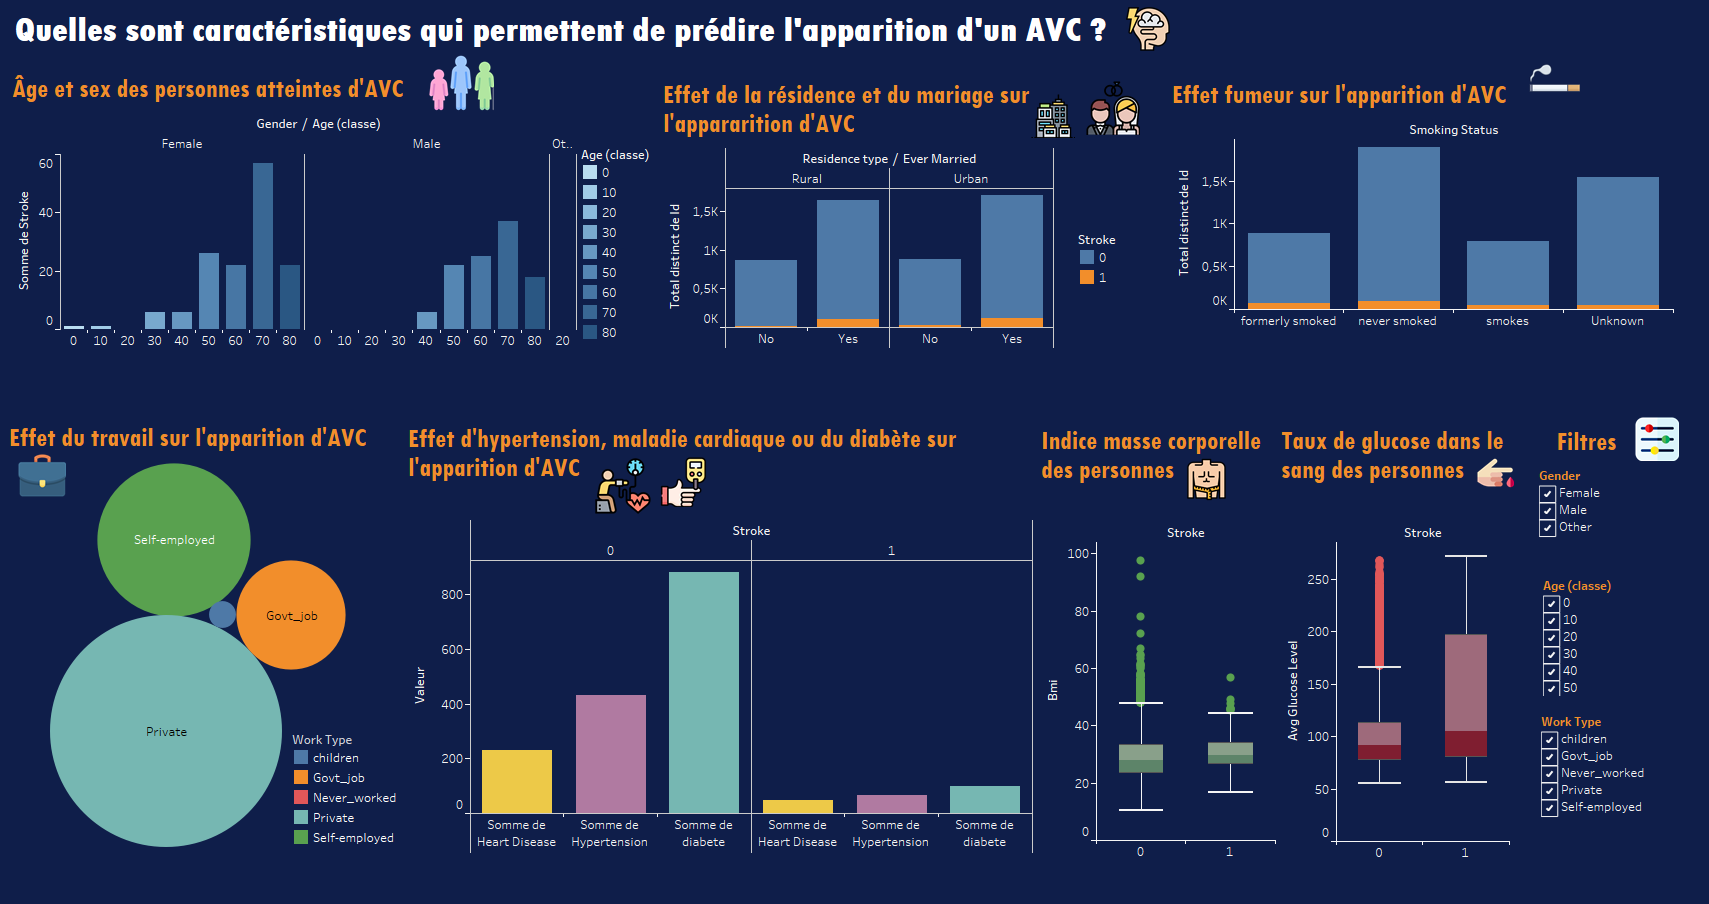 Quelles sont caractéristiques qui permettent de prédire l'apparition d'un AVC ?
Âge et sex des personnes atteintes d'AVC
Gender / Age (classe)
Female
Male
Ot..
Somme de Stroke
60
40
20
0
0 10 20 30 40 50 60 70 80 0 10 20 30 40 50 60 70 80 20
Age (classe)
0
10
20
30
40
50
60
70
80
Effet de la résidence et du mariage sur
l'appararition d'AVC
Residence type / Ever Married
Rural
Urban
Total distinct de Id
1,5K
1K
0,5K
0K
No Yes No Yes
Stroke
0
1
Effet fumeur sur l'apparition d'AVC
Smoking Status
Total distinct de Id
1,5K
1K
0,5K
0K
formerly smoked never smoked smokes Unknown
Effet du travail sur l'apparition d'AVC
Self-employed
Govt_job
Private
Work Type
children
Govt_job
Never_worked
Private
Self-employed
Effet d'hypertension, maladie cardiaque ou du diabète sur
l'apparition d'AVC
Stroke
0 1
Valeur
800
600
400
200
0
Somme de Somme de Somme de Somme de Somme de Somme de
Heart Disease Hypertension diabete Heart Disease Hypertension diabete
Indice masse corporelle
des personnes
Stroke
Bmi
100
80
60
40
20
0
0 1
Taux de glucose dans le
sang des personnes
Stroke
Avg Glucose Level
250
200
150
100
50
0
0 1
Filtres
Gender
Female
Male
Other
Age (classe)
0
10
20
30
40
50
Work Type
children
Govt_job
Never_worked
Private
Self-employed